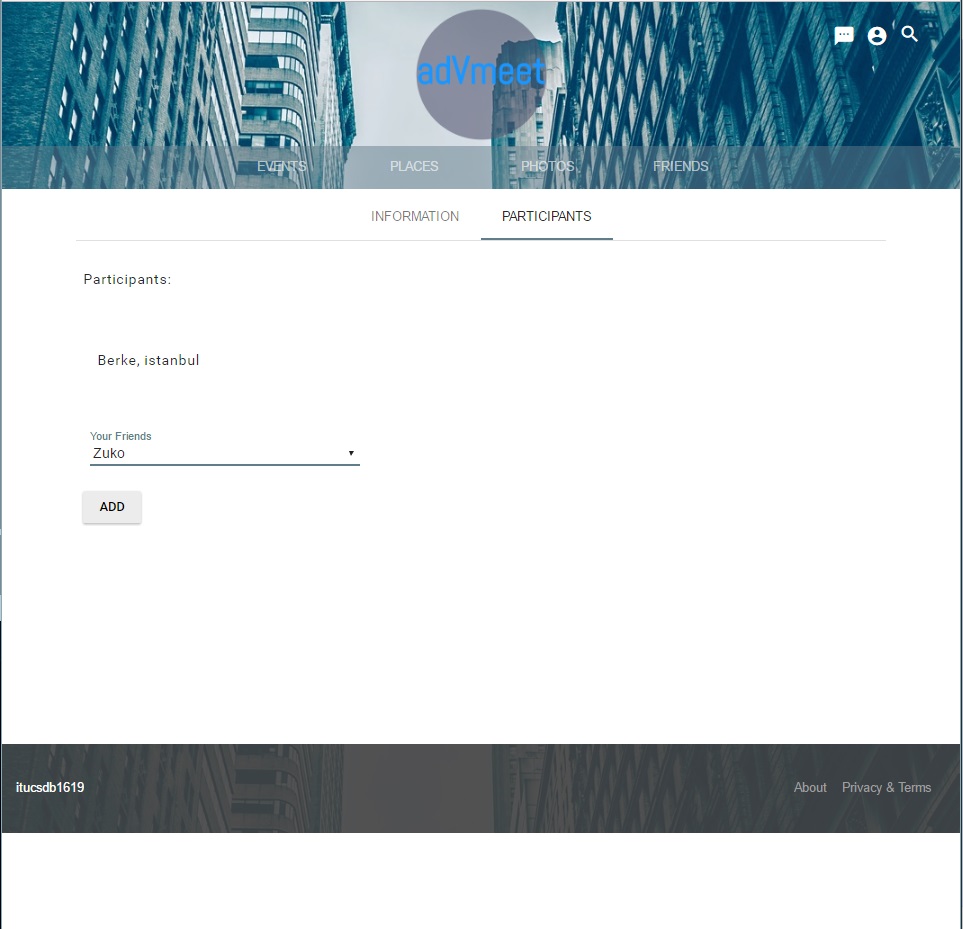 adVmeet
EVENTS PLACES PHOTOS FRIENDS
INFORMATION PARTICIPANTS
Participants:
Berke, istanbul
Your Friends
Zuko
ADD
itucsdb1619 About Privacy & Terms